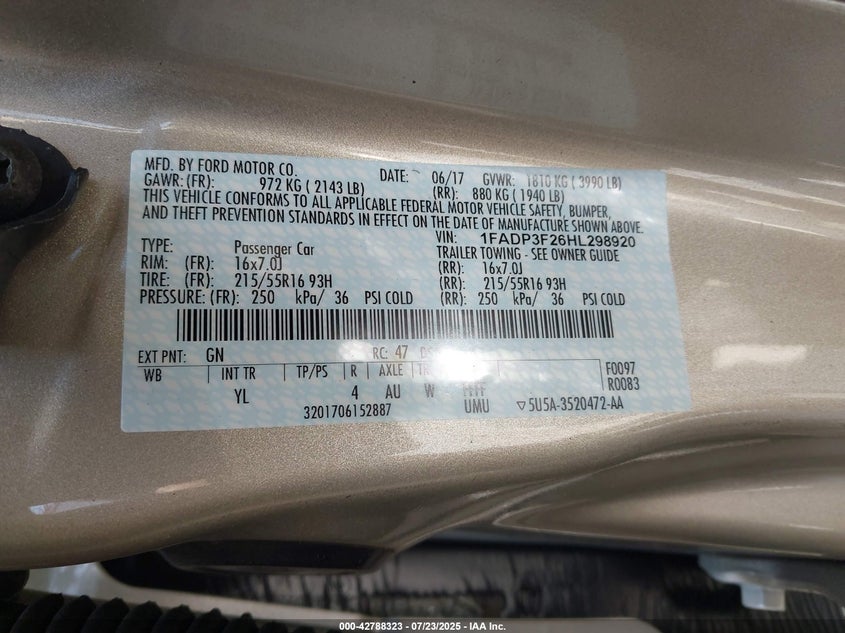 MFD. BY FORD MOTOR CO. DATE: 06/17 GVWR: 1810 KG ( 3990 LB)
GAWR: (FR): 972 KG ( 2143 LB) (RR): 880 KG ( 1940 LB)
THIS VEHICLE CONFORMS TO ALL APPLICABLE FEDERAL MOTOR VEHICLE SAFETY, BUMPER,
AND THEFT PREVENTION STANDARDS IN EFFECT ON THE DATE OF MANUFACTURE SHOWN ABOVE.
VIN: 1FADP3F26HL298920
TYPE: Passenger Car TRAILER TOWING - SEE OWNER GUIDE
RIM: (FR) 16x7.0J (RR): 16x7.0J
TIRE: (FR): 215/55R16 93H (RR): 215/55R16 93H
PRESSURE: (FR): 250 kPa/ 36 PSI COLD (RR): 250 kPa/ 36 PSI COLD
EXT PNT: GN RC: 47
WB INT TR TP/PS R AXLE F0097
YL 4 AU W R0083
3201706152887 UMU ▽5U5A-3520472-AA
000-42788323 - 07/23/2025 - IAA Inc.